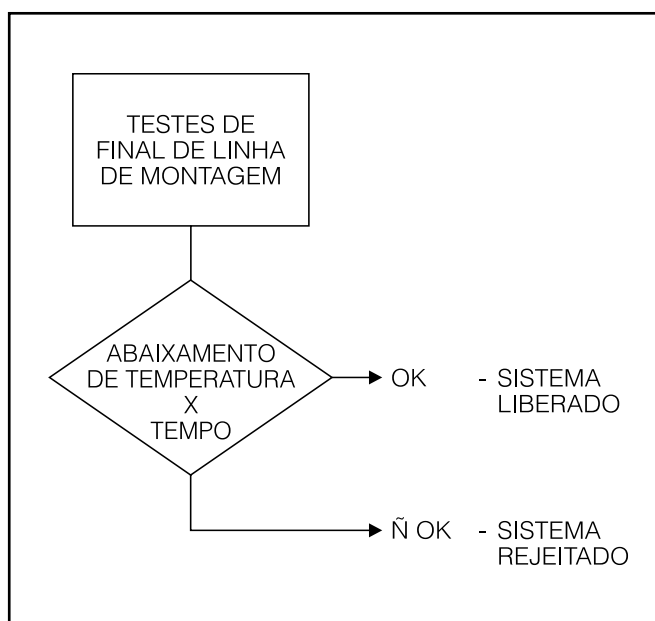 TESTES DE
FINAL DE LINHA
DE MONTAGEM
ABAIXAMENTO
DE TEMPERATURA
X
TEMPO
OK - SISTEMA
LIBERADO
Ñ OK - SISTEMA
REJEITADO